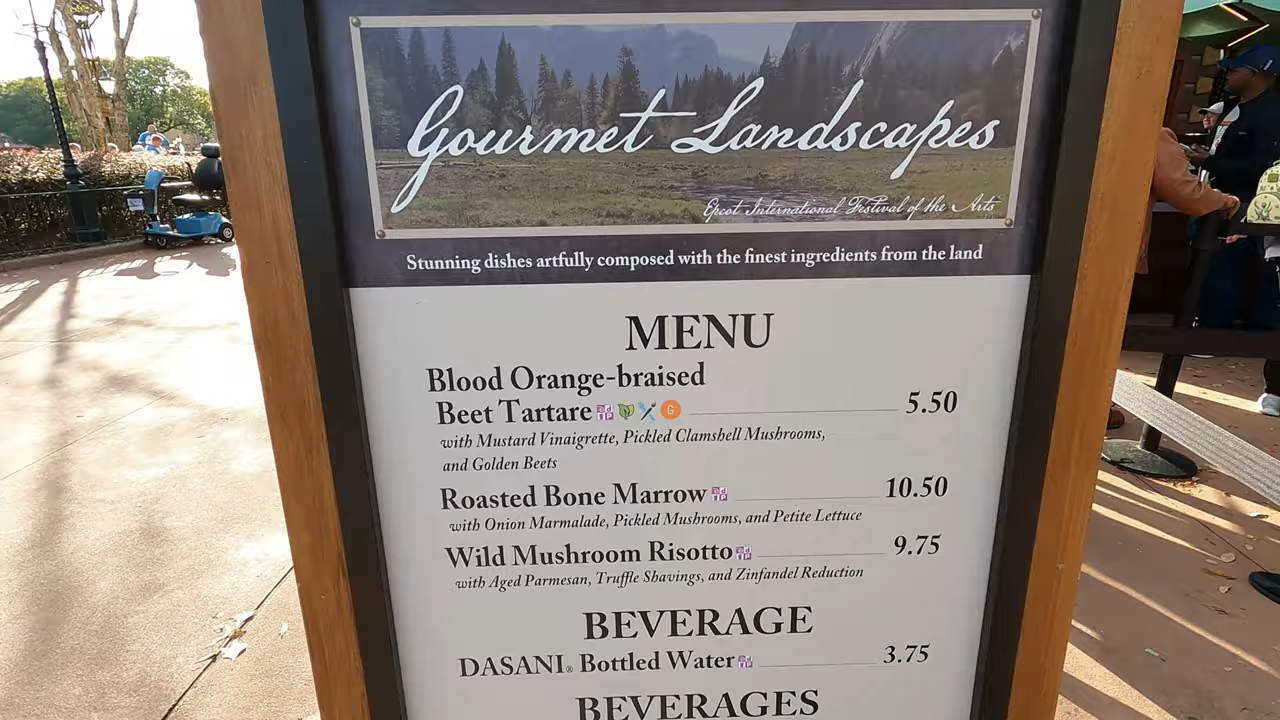 Gourmet Landscapes
Epcot International Festival of the Arts
Stunning dishes artfully composed with the finest ingredients from the land
MENU
Blood Orange-braised
Beet Tartare G 5.50
with Mustard Vinaigrette, Pickled Clamshell Mushrooms,
and Golden Beets
Roasted Bone Marrow 10.50
with Onion Marmalade, Pickled Mushrooms, and Petite Lettuce
Wild Mushroom Risotto 9.75
with Aged Parmesan, Truffle Shavings, and Zinfandel Reduction
BEVERAGE
DASANI® Bottled Water 3.75
BEVERAGES